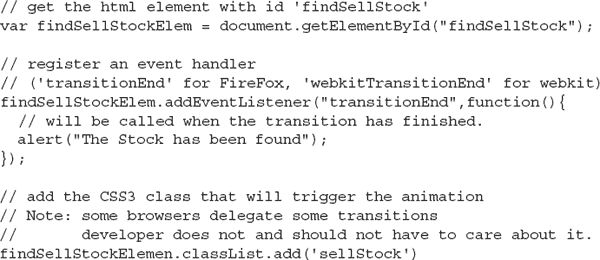 // get the html element with id 'findSellStock'
var findSellStockElem = document.getElementById("findSellStock");
// register an event handler
// ('transitionEnd' for FireFox, 'webkitTransitionEnd' for webkit)
findSellStockElem.addEventListener("transitionEnd",function(){
// will be called when the transition has finished.
alert("The Stock has been found");
});
// add the CSS3 class that will trigger the animation
// Note: some browsers delegate some transitions
// developer does not and should not have to care about it.
findSellStockElemen.classList.add('sellStock')